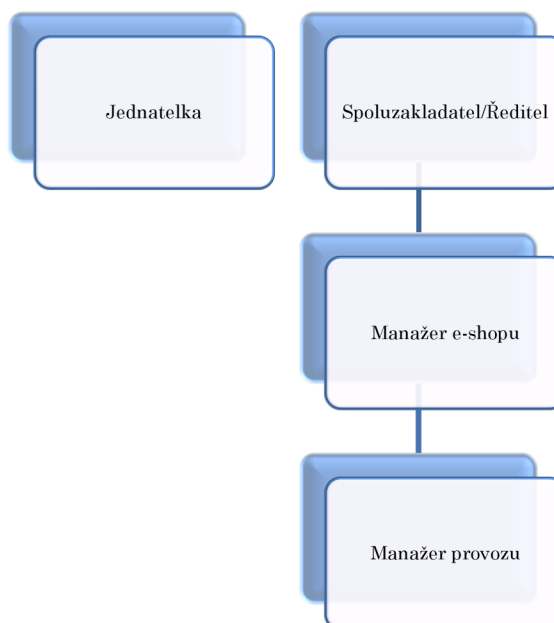 Jednatelka
Spoluzakladatel/Ředitel
Manažer e-shopu
Manažer provozu